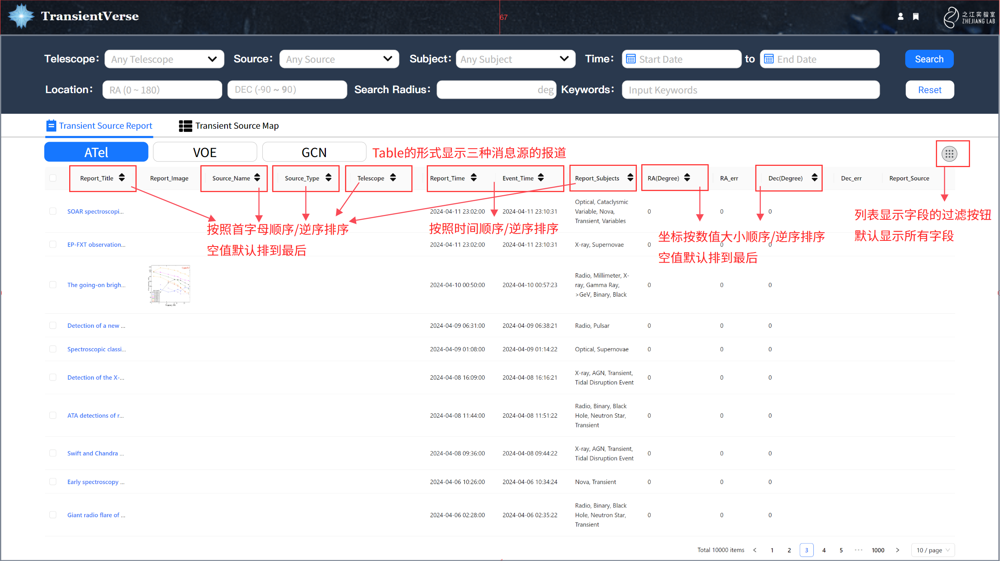 TransientVerse
67
之江实验室
ZHEJIANG LAB
Telescope: Any Telescope Source: Any Source Subject: Any Subject Time: Start Date to End Date Search
Location: RA (0 ~ 180) DEC (-90 ~ 90) Search Radius: deg Keywords: Input Keywords Reset
Transient Source Report Transient Source Map
ATel VOE GCN Table的形式显示三种消息源的报道
Report_Title Report_Image Source_Name Source_Type Telescope Report_Time Event_Time Report_Subjects RA(Degree) RA_err Dec(Degree) Dec_err Report_Source
SOAR spectroscopi... 2024-04-11 23:02:00 2024-04-11 23:10:31 Optical, Cataclysmic
Variable, Nova,
Transient, Variables 0 0 0
按照首字母顺序/逆序排序
空值默认排到最后
按照时间顺序/逆序排序
坐标按数值大小顺序/逆序排序
空值默认排到最后
列表显示字段的过滤按钮
默认显示所有字段
EP-FXT observation... 2024-04-11 23:02:00 2024-04-11 23:10:31 X-ray, Supernovae 0 0 0
The going-on brigh... 2024-04-10 00:50:00 2024-04-10 00:57:23 Radio, Millimeter, X-
ray, Gamma Ray,
>GeV, Binary, Black 0 0 0
Detection of a new ... 2024-04-09 06:31:00 2024-04-09 06:38:21 Radio, Pulsar 0 0 0
Spectroscopic classi... 2024-04-09 01:08:00 2024-04-09 01:14:22 Optical, Supernovae 0 0 0
Detection of the X-... 2024-04-08 16:09:00 2024-04-08 16:16:21 X-ray, AGN, Transient,
Tidal Disruption Event 0 0 0
ATA detections of r... 2024-04-08 11:44:00 2024-04-08 11:51:22 Radio, Binary, Black
Hole, Neutron Star,
Transient 0 0 0
Swift and Chandra ... 2024-04-08 09:36:00 2024-04-08 09:44:22 X-ray, AGN, Transient,
Tidal Disruption Event 0 0 0
Early spectroscopy ... 2024-04-06 10:26:00 2024-04-06 10:34:24 Nova, Transient 0 0 0
Giant radio flare of ... 2024-04-06 02:28:00 2024-04-06 02:35:22 Radio, Binary, Black
Hole, Neutron Star,
Transient 0 0 0
Total 10000 items < 1 2 3 4 5 ··· 1000 > 10 / page